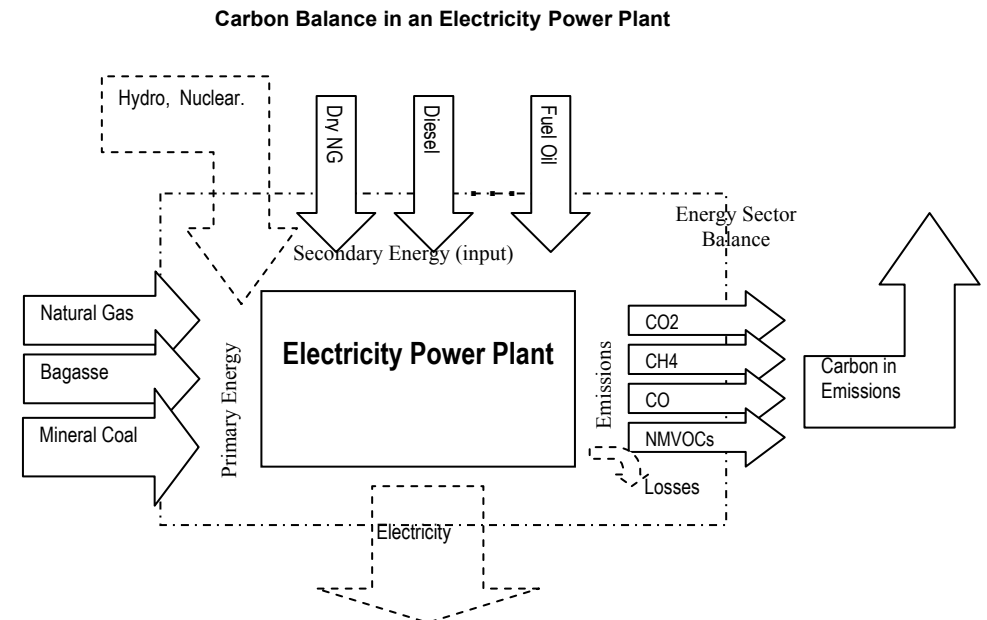 Carbon Balance in an Electricity Power Plant
Hydro, Nuclear.
Dry NG
Diesel
Fuel Oil
Energy Sector
Balance
Secondary Energy (input)
Natural Gas
Bagasse
Mineral Coal
Primary Energy
Electricity Power Plant
Emissions
CO2
CH4
CO
NMVOCs
Carbon in
Emissions
Losses
Electricity